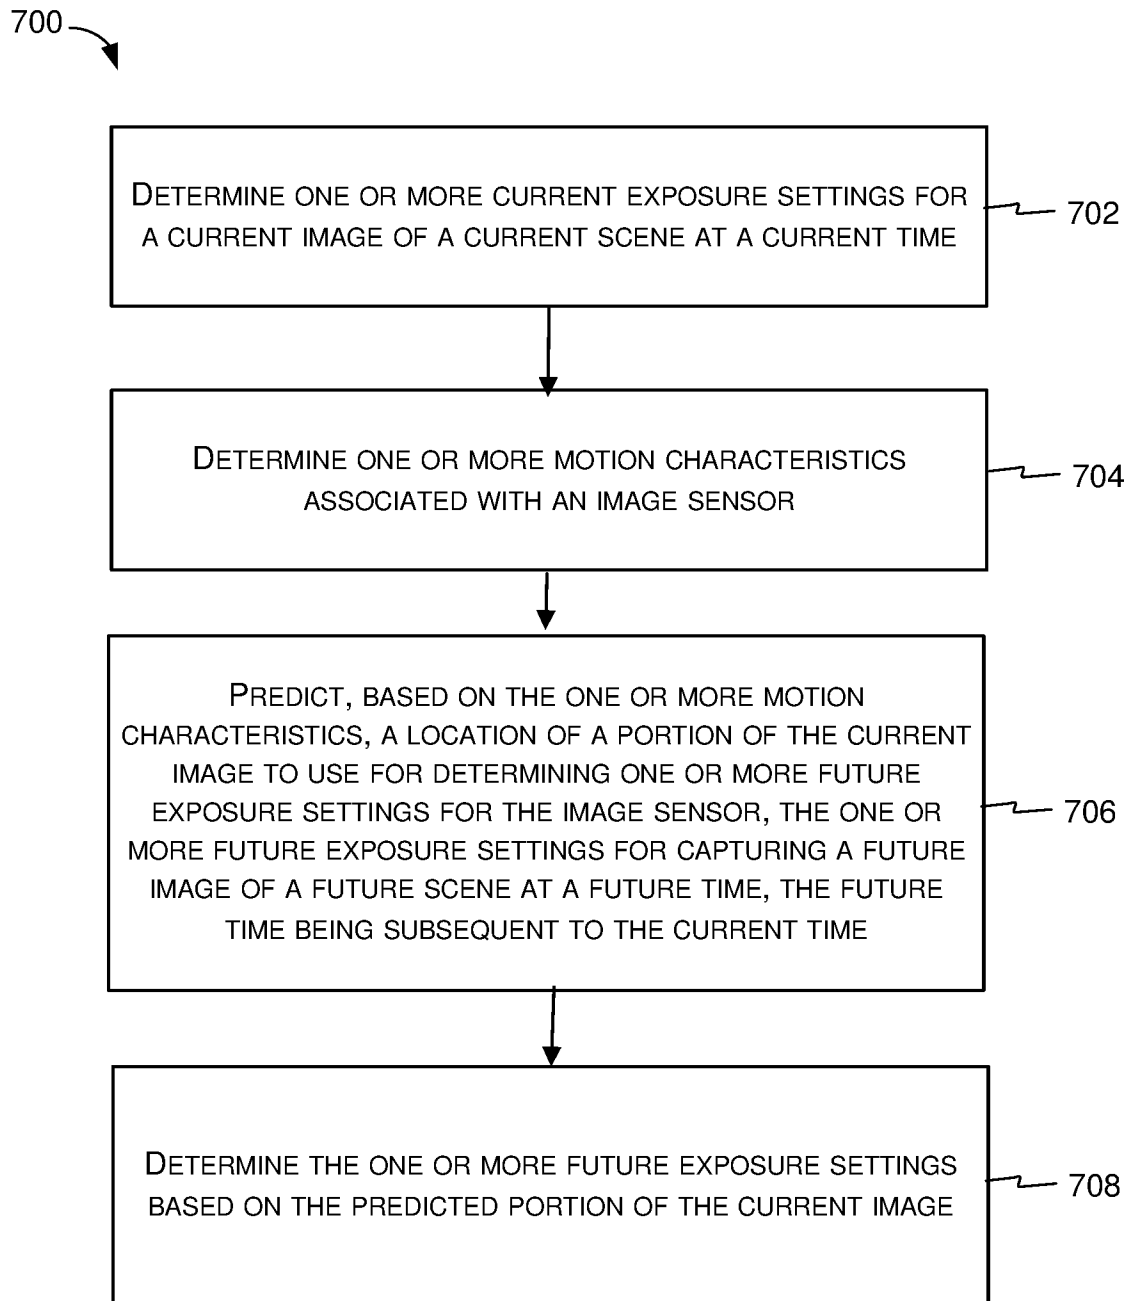 700
DETERMINE ONE OR MORE CURRENT EXPOSURE SETTINGS FOR
A CURRENT IMAGE OF A CURRENT SCENE AT A CURRENT TIME
702
DETERMINE ONE OR MORE MOTION CHARACTERISTICS
ASSOCIATED WITH AN IMAGE SENSOR
704
PREDICT, BASED ON THE ONE OR MORE MOTION
CHARACTERISTICS, A LOCATION OF A PORTION OF THE CURRENT
IMAGE TO USE FOR DETERMINING ONE OR MORE FUTURE
EXPOSURE SETTINGS FOR THE IMAGE SENSOR, THE ONE OR
MORE FUTURE EXPOSURE SETTINGS FOR CAPTURING A FUTURE
IMAGE OF A FUTURE SCENE AT A FUTURE TIME, THE FUTURE
TIME BEING SUBSEQUENT TO THE CURRENT TIME
706
DETERMINE THE ONE OR MORE FUTURE EXPOSURE SETTINGS
BASED ON THE PREDICTED PORTION OF THE CURRENT IMAGE
708